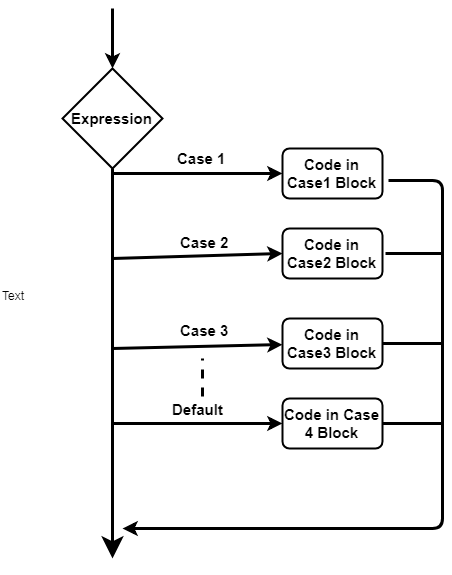 Expression
Case 1
Code in
Case1 Block
Case 2
Code in
Case2 Block
Text
Case 3
Code in
Case3 Block
Default
Code in Case
4 Block